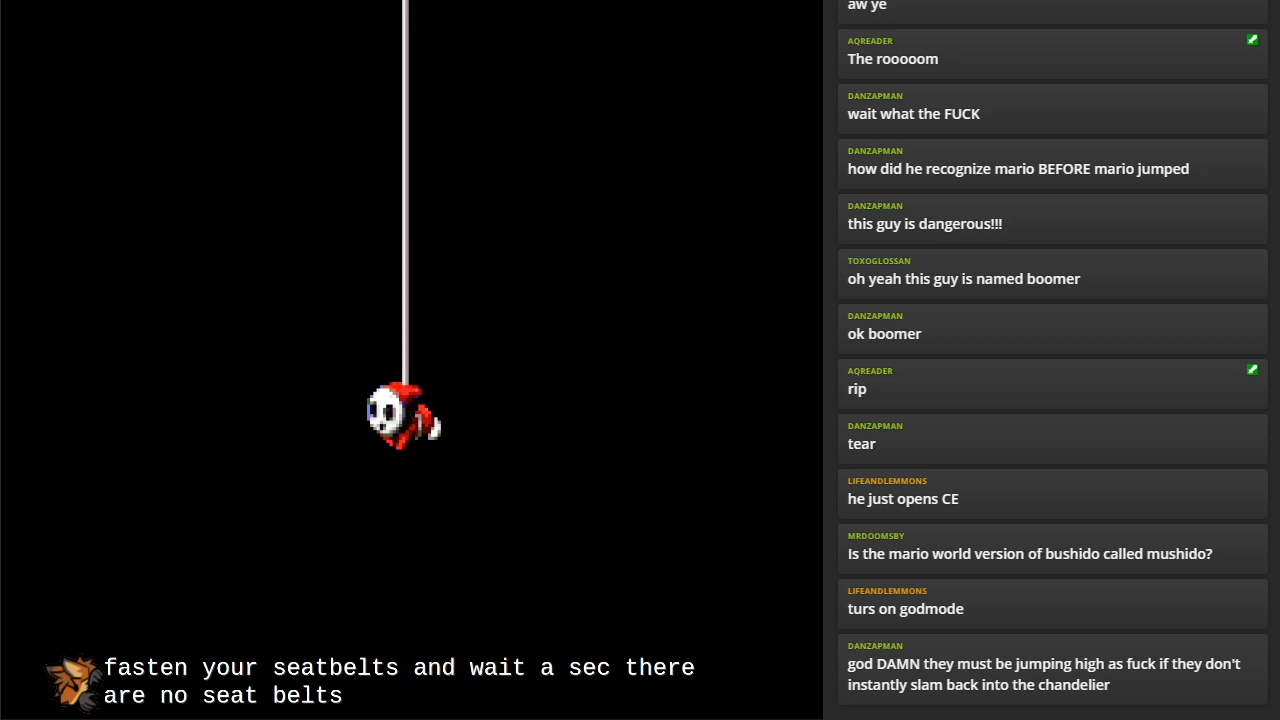 aw ye
AQREADER
The rooooom
DANZAPMAN
wait what the FUCK
DANZAPMAN
how did he recognize mario BEFORE mario jumped
DANZAPMAN
this guy is dangerous!!!
TOXOGLOSSAN
oh yeah this guy is named boomer
DANZAPMAN
ok boomer
AQREADER
rip
DANZAPMAN
tear
LIFEANDLEMMONS
he just opens CE
MRDOOMSBY
Is the mario world version of bushido called mushido?
LIFEANDLEMMONS
turs on godmode
DANZAPMAN
god DAMN they must be jumping high as fuck if they don't
instantly slam back into the chandelier
fasten your seatbelts and wait a sec there
are no seat belts